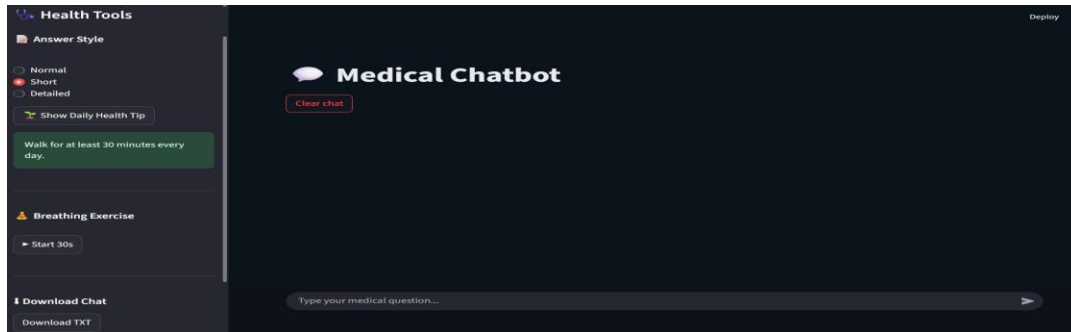 Health Tools
Answer Style
Normal
Short
Detailed
Show Daily Health Tip
Walk for at least 30 minutes every
day.
Breathing Exercise
Start 30s
Download Chat
Download TXT
Deploy
Medical Chatbot
Clear chat
Type your medical question...